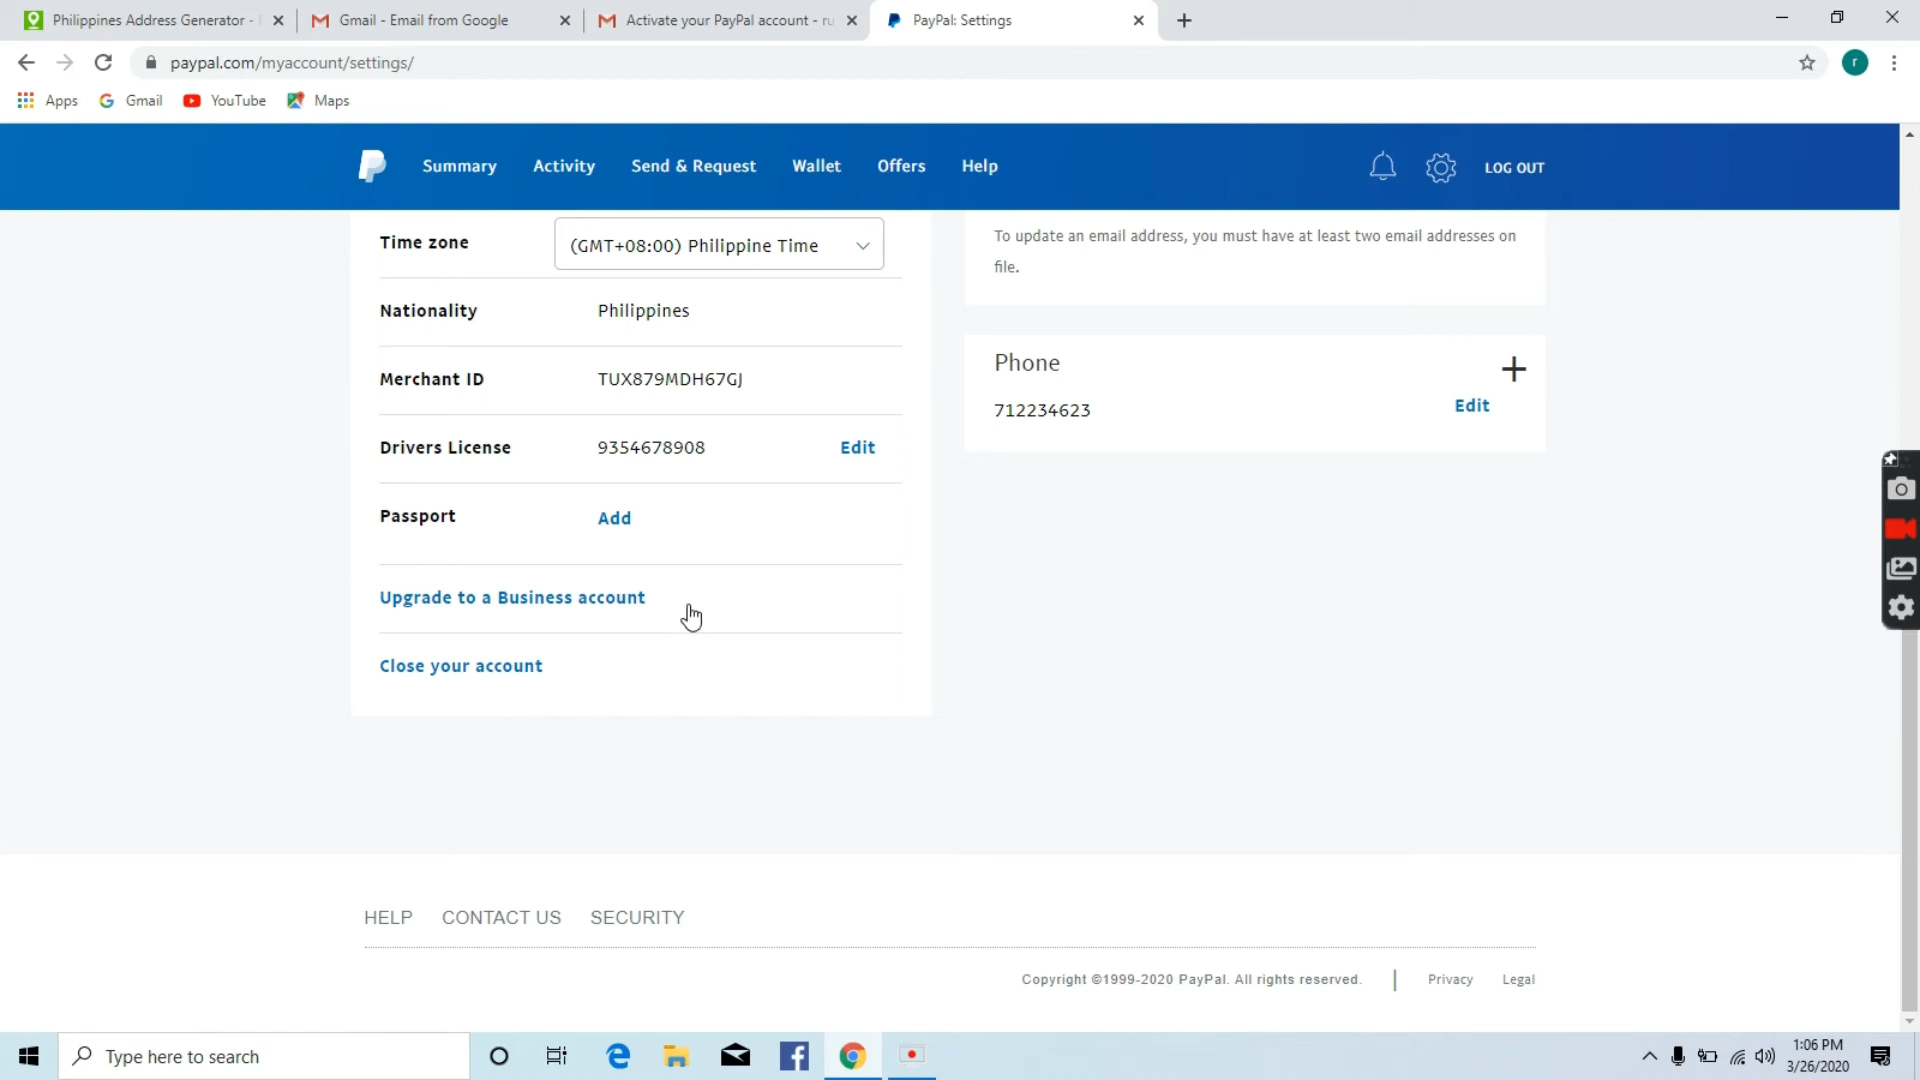 Philippines Address Generator -
Gmail - Email from Google
Activate your PayPal account - ru
PayPal: Settings
paypal.com/myaccount/settings/
r
Apps
Gmail
YouTube
Maps
Summary
Activity
Send & Request
Wallet
Offers
Help
LOG OUT
Time zone
(GMT+08:00) Philippine Time
Nationality
Philippines
Merchant ID
TUX879MDH67GJ
Drivers License
9354678908
Edit
Passport
Add
Upgrade to a Business account
Close your account
To update an email address, you must have at least two email addresses on
file.
Phone
712234623
Edit
HELP
CONTACT US
SECURITY
Copyright ©1999-2020 PayPal. All rights reserved.
Privacy
Legal
Type here to search
1:06 PM
3/26/2020